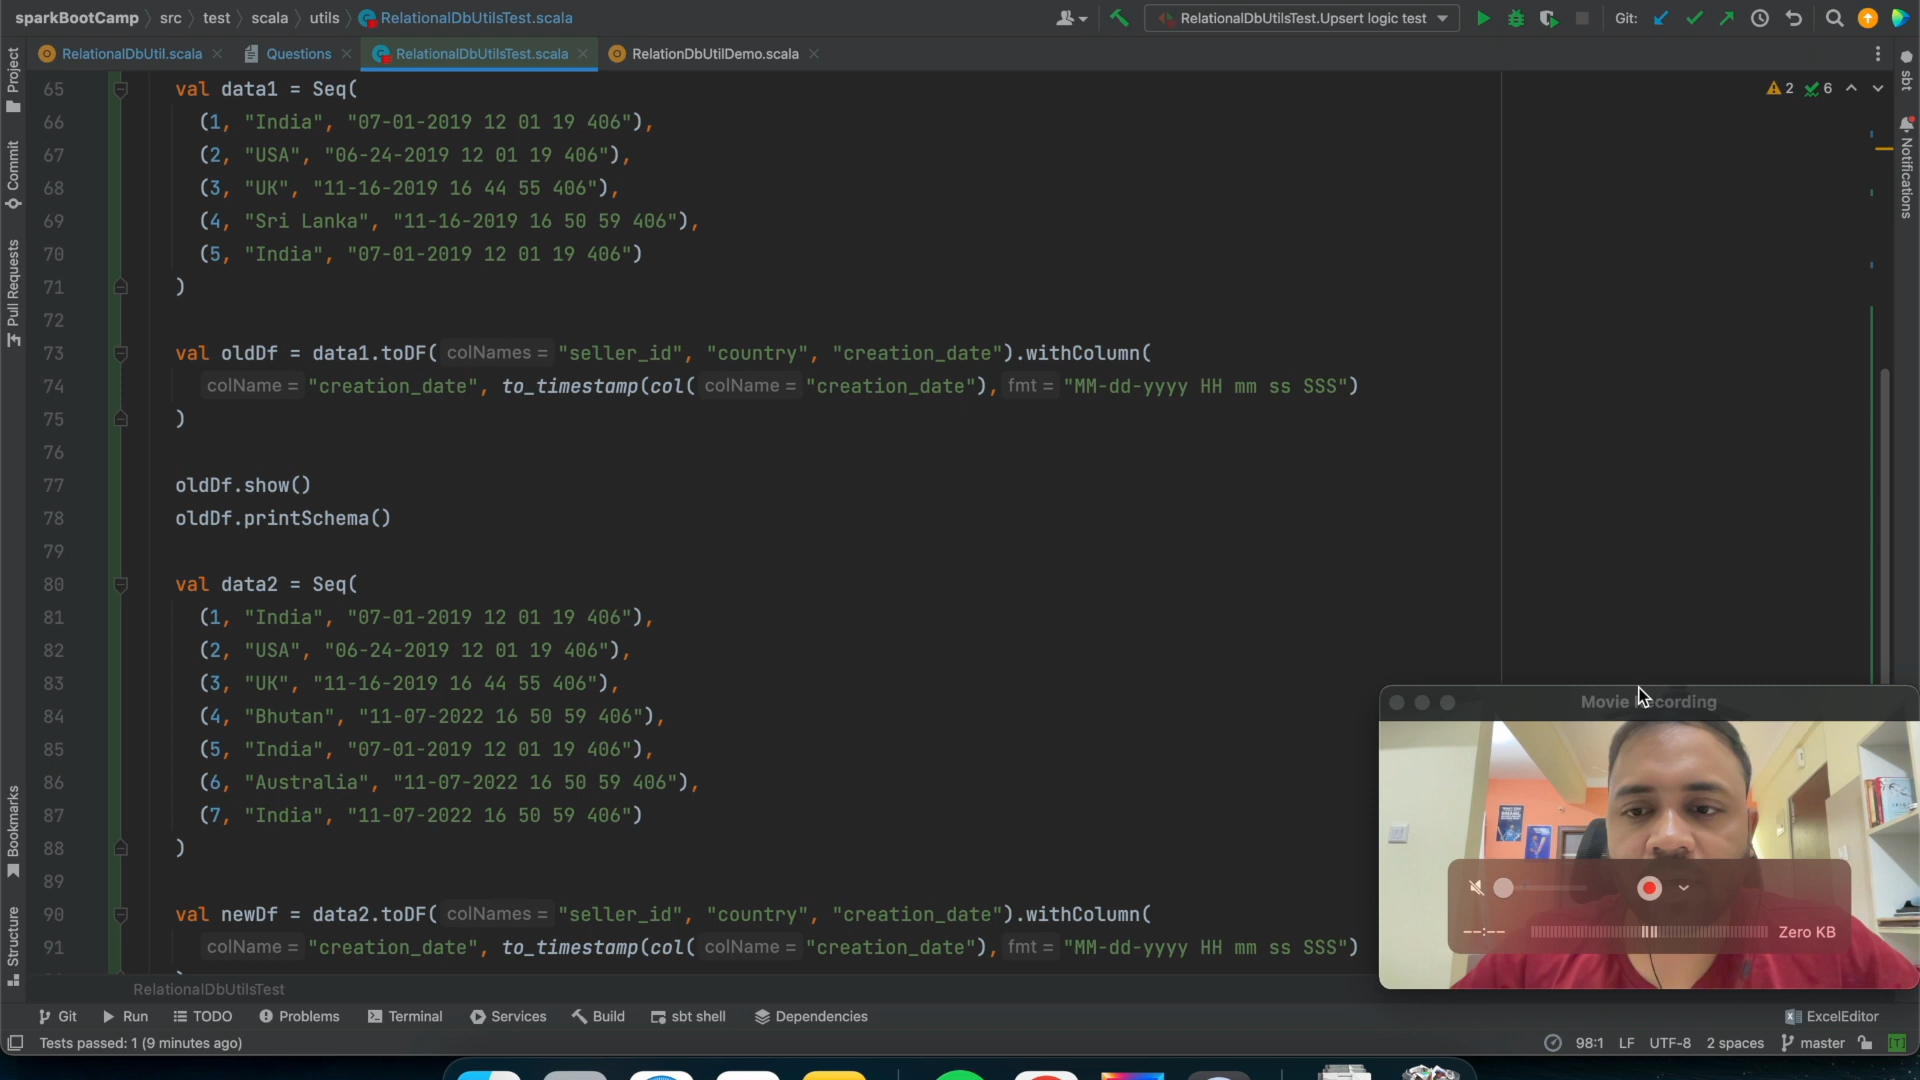 sparkBootCamp src test scala utils RelationalDbUtilsTest.scala RelationalDbUtilsTest.Upsert logic test Git:
RelationalDbUtil.scala Questions RelationalDbUtilsTest.scala RelationDbUtilDemo.scala
Project
Commit
Pull Requests
Bookmarks
Structure
sbt
Notifications
2 6
65 val data1 = Seq(
66 (1, "India", "07-01-2019 12 01 19 406"),
67 (2, "USA", "06-24-2019 12 01 19 406"),
68 (3, "UK", "11-16-2019 16 44 55 406"),
69 (4, "Sri Lanka", "11-16-2019 16 50 59 406"),
70 (5, "India", "07-01-2019 12 01 19 406")
71 )
72
73 val oldDf = data1.toDF( colNames = "seller_id", "country", "creation_date").withColumn(
74 colName = "creation_date", to_timestamp(col( colName = "creation_date"), fmt = "MM-dd-yyyy HH mm ss SSS")
75 )
76
77 oldDf.show()
78 oldDf.printSchema()
79
80 val data2 = Seq(
81 (1, "India", "07-01-2019 12 01 19 406"),
82 (2, "USA", "06-24-2019 12 01 19 406"),
83 (3, "UK", "11-16-2019 16 44 55 406"),
84 (4, "Bhutan", "11-07-2022 16 50 59 406"),
85 (5, "India", "07-01-2019 12 01 19 406"),
86 (6, "Australia", "11-07-2022 16 50 59 406"),
87 (7, "India", "11-07-2022 16 50 59 406")
88 )
89
90 val newDf = data2.toDF( colNames = "seller_id", "country", "creation_date").withColumn(
91 colName = "creation_date", to_timestamp(col( colName = "creation_date"), fmt = "MM-dd-yyyy HH mm ss SSS")
Movie Recording
--:-- Zero KB
RelationalDbUtilsTest
Git Run TODO Problems Terminal Services Build sbt shell Dependencies ExcelEditor
Tests passed: 1 (9 minutes ago) 98:1 LF UTF-8 2 spaces master [T]